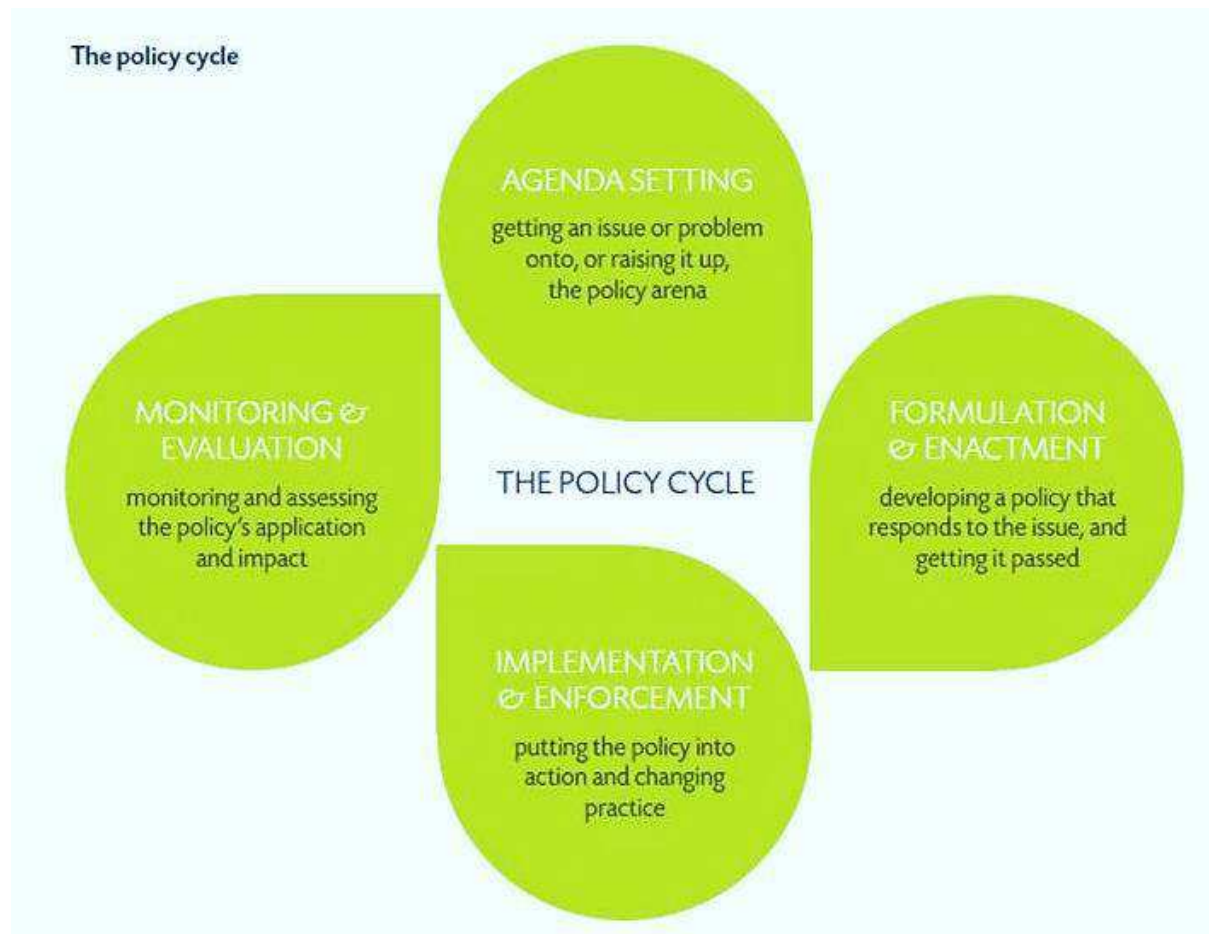 The policy cycle
AGENDA SETTING
getting an issue or problem
onto, or raising it up,
the policy arena
MONITORING &
EVALUATION
monitoring and assessing
the policy's application
and impact
THE POLICY CYCLE
FORMULATION
& ENACTMENT
developing a policy that
responds to the issue, and
getting it passed
IMPLEMENTATION
& ENFORCEMENT
putting the policy into
action and changing
practice